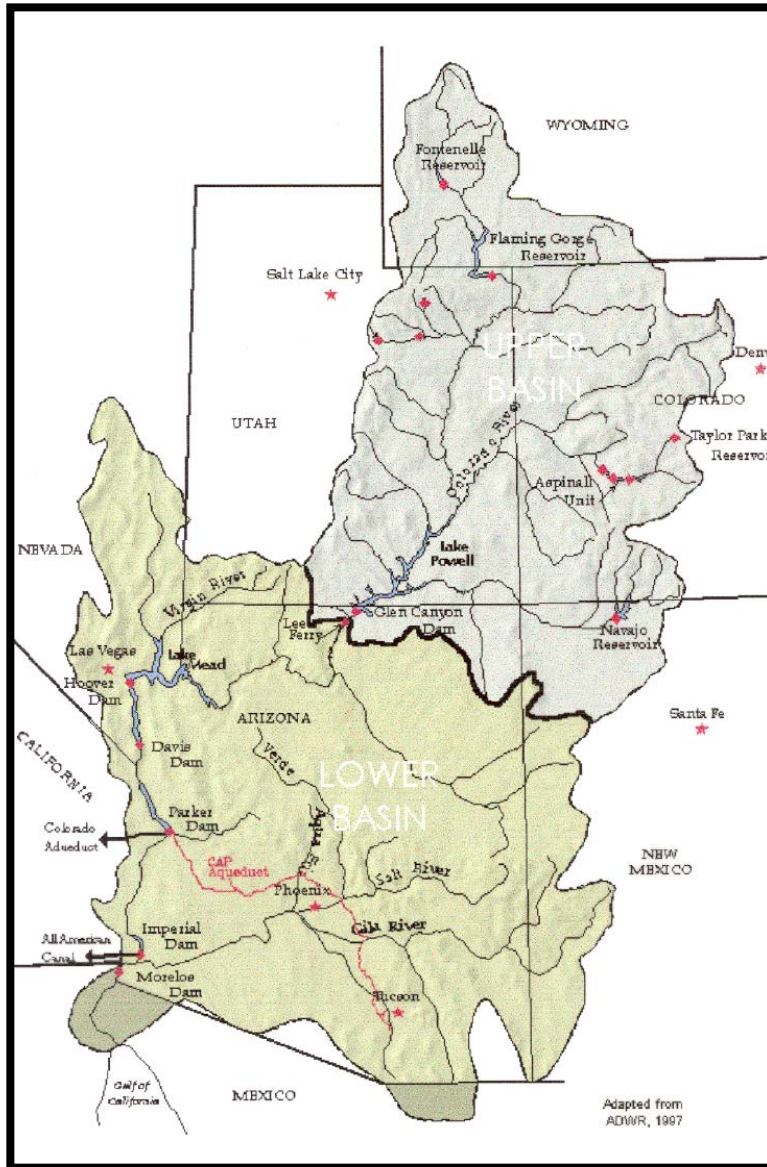 WYOMING
Fontenelle
Reservoir
Flaming Gorge
Reservoir
Salt Lake City
UPPER
BASIN
Denv
COLORADO
UTAH
Colorado River
Taylor Park
Reservoir
Aspinall
Unit
NEVADA
Lake
Powell
Virgin River
Glen Canyon
Dam
Lee
Ferry
Navajo
Reservoir
Las Vegas
Lake
Mead
Hoover
Dam
ARIZONA
Santa Fe
CALIFORNIA
Davis
Dam
Verde
LOWER
BASIN
Parker
Dam
Colorado
Aqueduct
Aqua
Fria
CAP
Aqueduct
Salt River
NEW
MEXICO
Phoenix
Gila River
Imperial
Dam
All American
Canal
Morelos
Dam
Tucson
Gulf of
California
MEXICO
Adapted from
ADWR, 1997